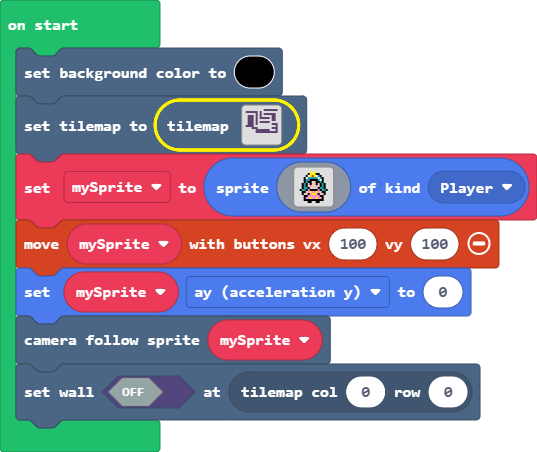 on start
set background color to
set tilemap to tilemap
set mySprite to sprite of kind Player
move mySprite with buttons vx 100 vy 100
set mySprite ay (acceleration y) to 0
camera follow sprite mySprite
set wall OFF at tilemap col 0 row 0